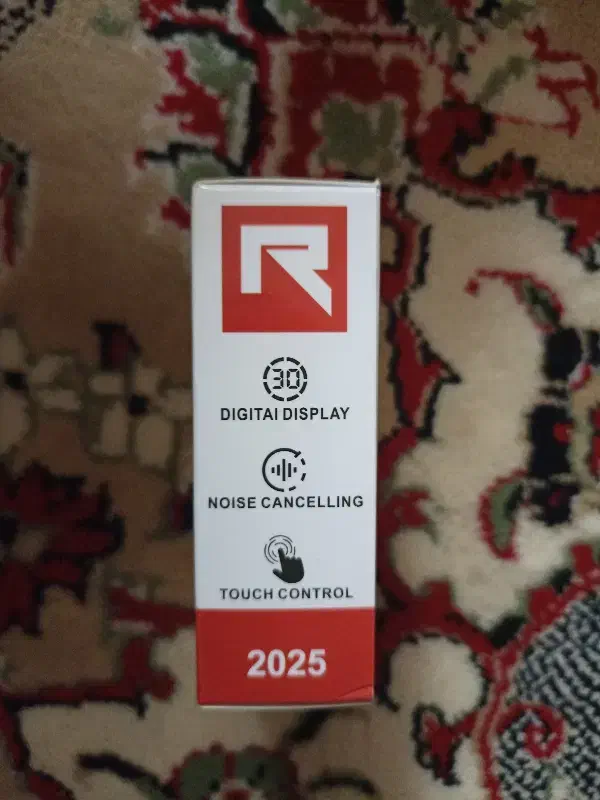 R
30
DIGITAI DISPLAY
NOISE CANCELLING
TOUCH CONTROL
2025